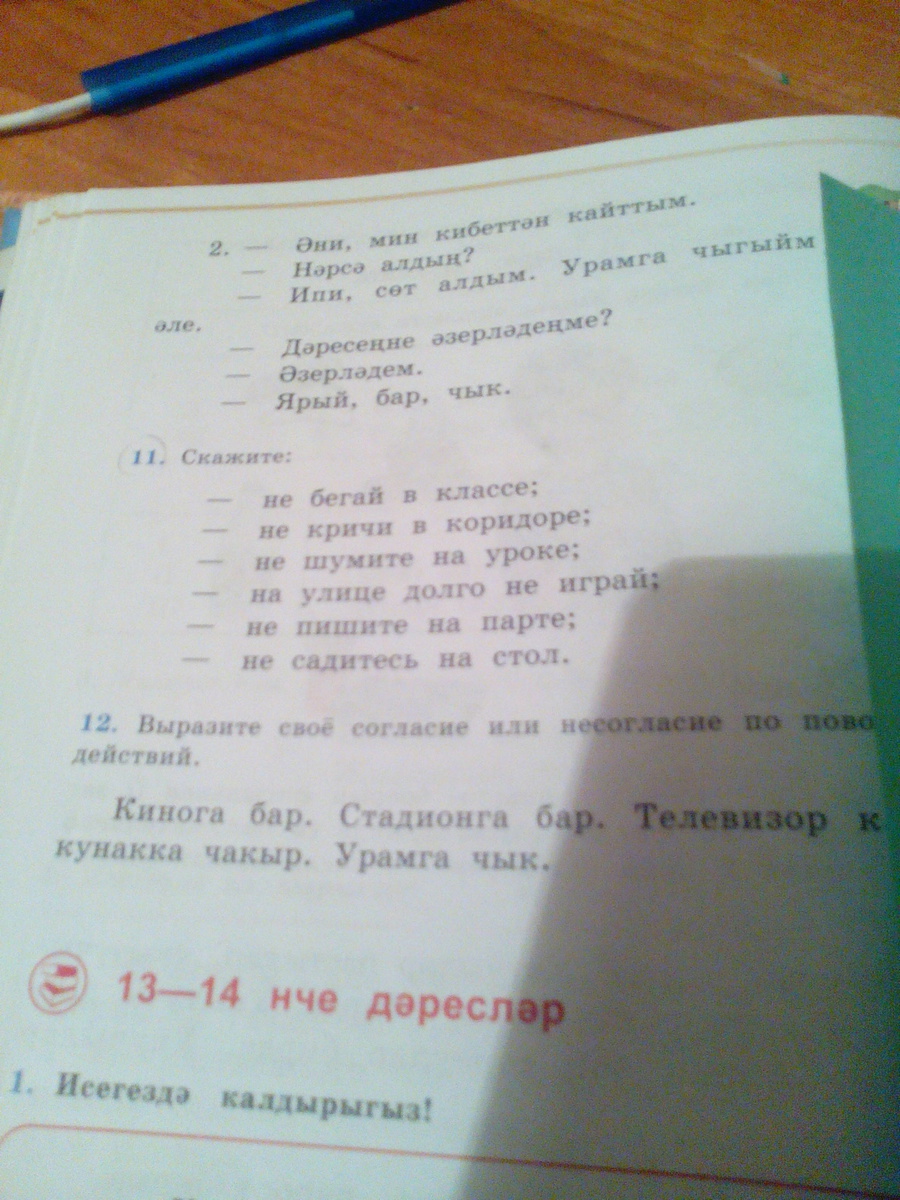 2. — Әни, мин кибеттән кайттым.
— Нәрсә алдың?
— Ипи, сөт алдым. Урамга чыгыйм
әле.
— Дәресеңне әзерләдеңме?
— Әзерләдем.
— Ярый, бар, чык.
11. Скажите:
— не бегай в классе;
— не кричи в коридоре;
— не шумите на уроке;
— на улице долго не играй;
— не пишите на парте;
— не садитесь на стол.
12. Выразите своё согласие или несогласие по пово
действий.
Кинога бар. Стадионга бар. Телевизор к
кунакка чакыр. Урамга чык.
13—14 нче дәресләр
1. Исегездә калдырыгыз!